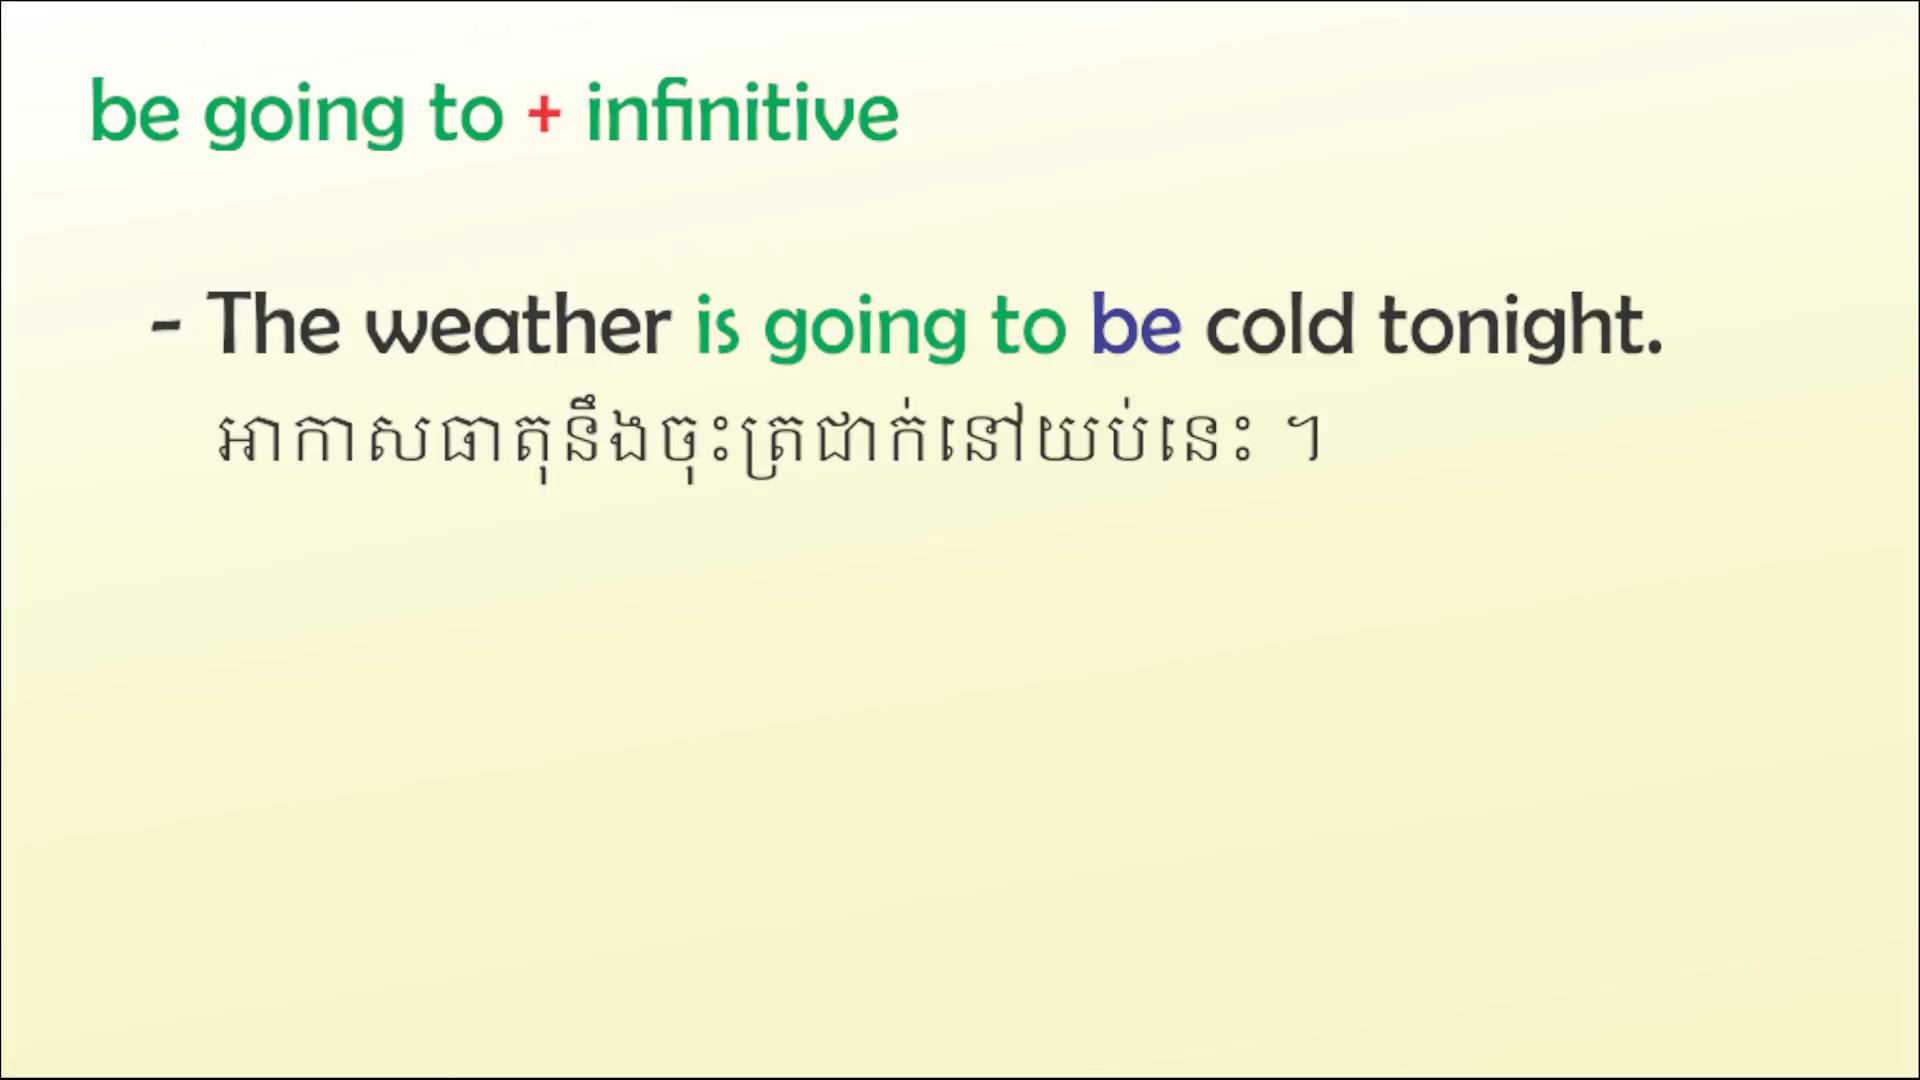 be going to + infinitive
- The weather is going to be cold tonight.
អាកាសធាតុនឹងចុះត្រជាក់នៅយប់នេះ ។